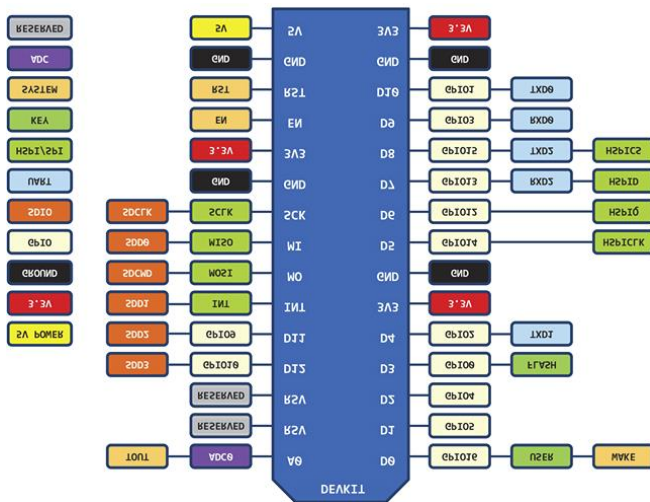 RESERVED 5V 5V 3V3 3.3V
ADC GND GND GND GND
SYSTEM RST RST D10 GPIO1 TXD0
KEY EN EN D9 GPIO3 RXD0
HSPI/SPI 3.3V 3V3 D8 GPIO15 TXD2 HSPICS
UART GND GND D7 GPIO13 RXD2 HSPID
SDIO SDCLK SCLK SCK D6 GPIO12 HSPIQ
GPIO SDD0 MISO MI D5 GPIO14 HSPICLK
GROUND SDCMD MOSI MO GND GND
3.3V SDD1 INT INT 3V3 3.3V
5V POWER SDD2 GPIO9 D11 D4 GPIO2 TXD1
SDD3 GPIO10 D12 D3 GPIO0 FLASH
RESERVED RSV D2 GPIO4
RESERVED RSV D1 GPIO5
TOUT ADC0 A0 D0 GPIO16 USER WAKE
DEVKIT